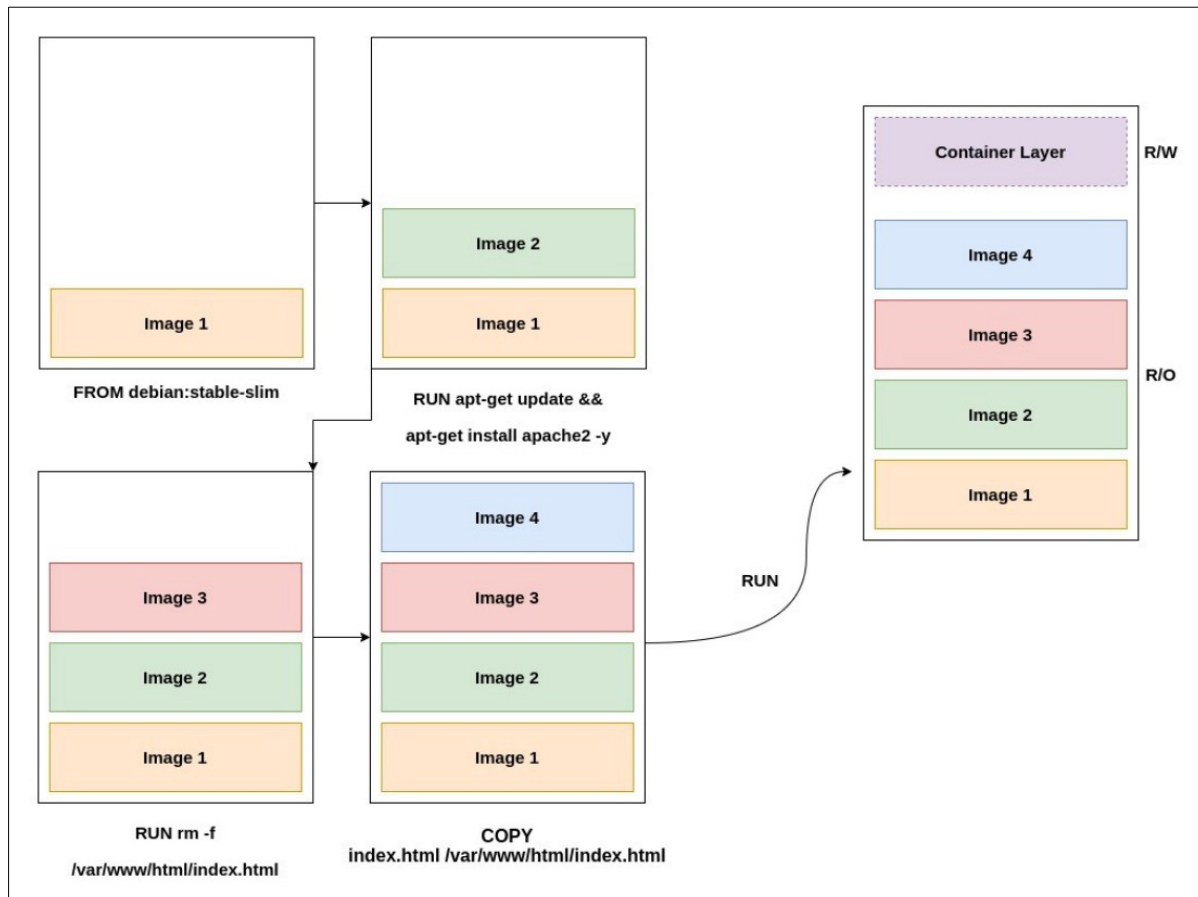 Image 2
Image 1
Image 1
FROM debian:stable-slim
RUN apt-get update &&
apt-get install apache2 -y
Image 3
Image 2
Image 1
RUN rm -f
/var/www/html/index.html
Image 4
Image 3
Image 2
Image 1
COPY
index.html /var/www/html/index.html
RUN
Container Layer
R/W
Image 4
Image 3
R/O
Image 2
Image 1